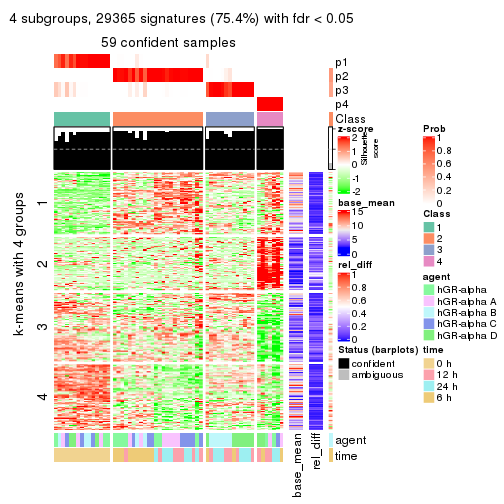 4 subgroups, 29365 signatures (75.4%) with fdr < 0.05
59 confident samples
p1
p2
p3
p4
Class
Silhouette
score
k-means with 4 groups
1
2
3
4
agent
time
base_mean
rel_diff
z-score
2
1
0
-1
-2
base_mean
15
10
5
0
rel_diff
1
0.8
0.6
0.4
0.2
0
Status (barplots)
confident
ambiguous
Prob
1
0.8
0.6
0.4
0.2
0
Class
1
2
3
4
agent
hGR-alpha
hGR-alpha A
hGR-alpha B
hGR-alpha C
hGR-alpha D
time
0 h
12 h
24 h
6 h